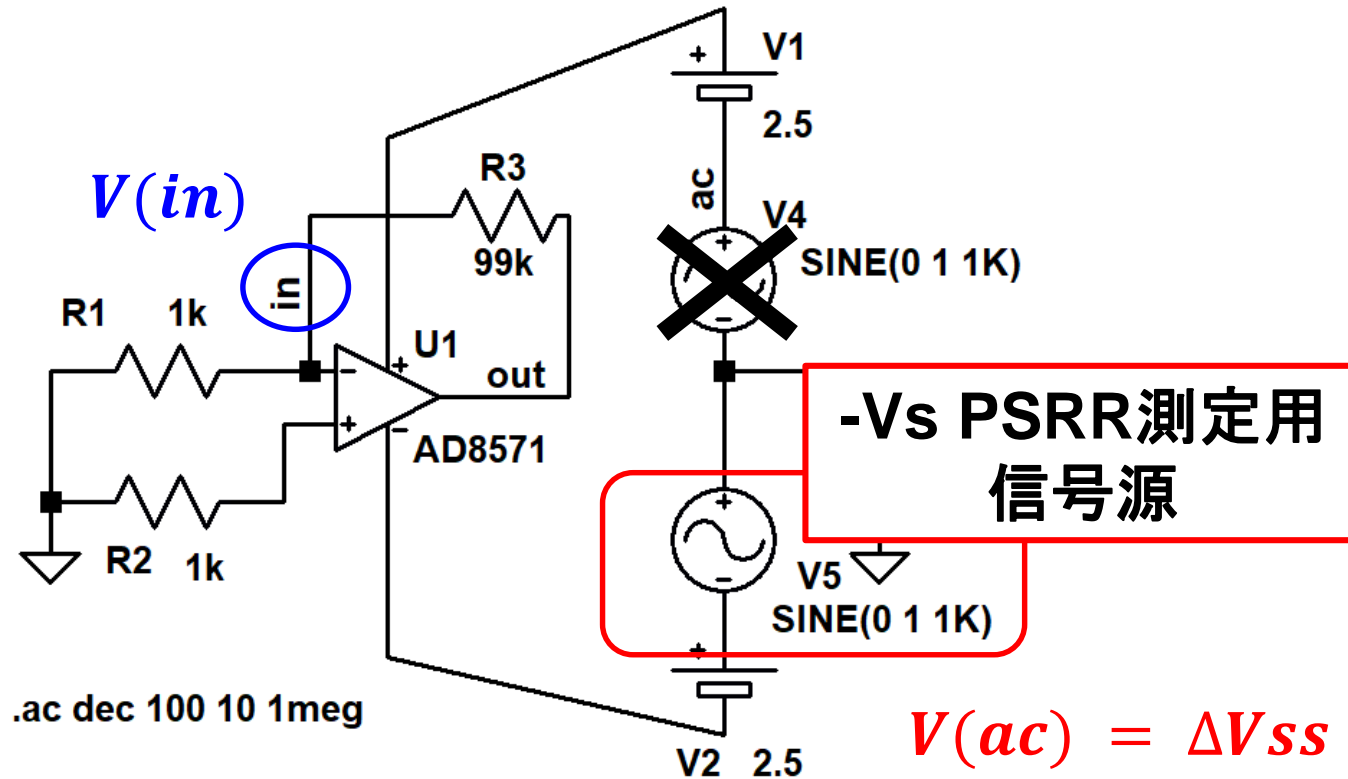 V1
+
2.5
R3
V(in)
ac
V4
+
99k
SINE(0 1 1K)
in
-
R1 1k
U1
+
-
out
+
-
AD8571
-Vs PSRR測定用
信号源
+
R2 1k
-
V5
SINE(0 1 1K)
+
.ac dec 100 10 1meg
V(ac) = ΔVss
V2 2.5